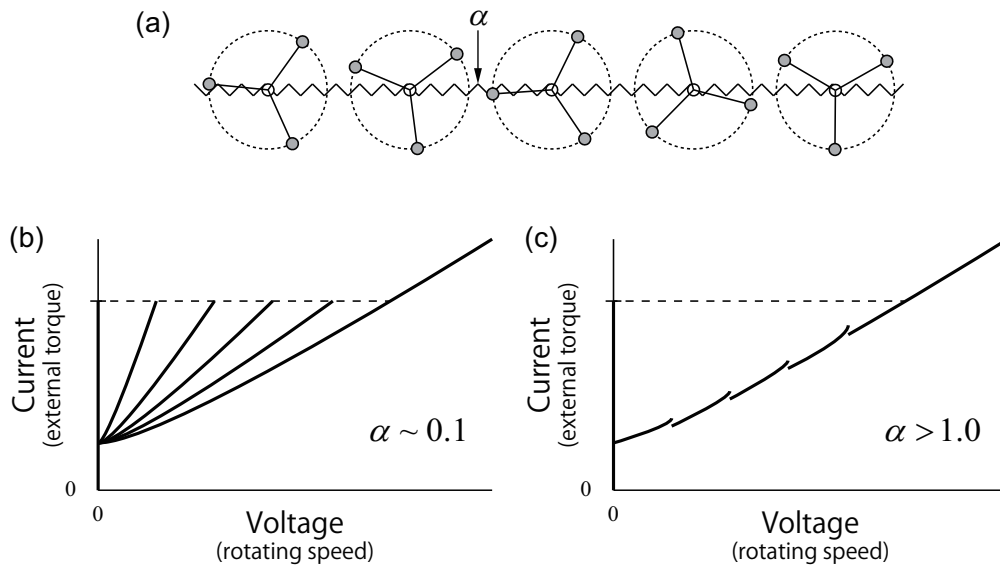 (a)
α
(b)
Current
(external torque)
α ~ 0.1
0
0
Voltage
(rotating speed)
(c)
Current
(external torque)
α > 1.0
0
0
Voltage
(rotating speed)